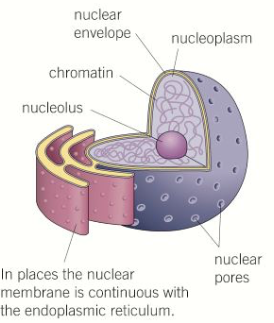 nuclear
envelope
nucleoplasm
chromatin
nucleolus
nuclear
pores
In places the nuclear
membrane is continuous with
the endoplasmic reticulum.